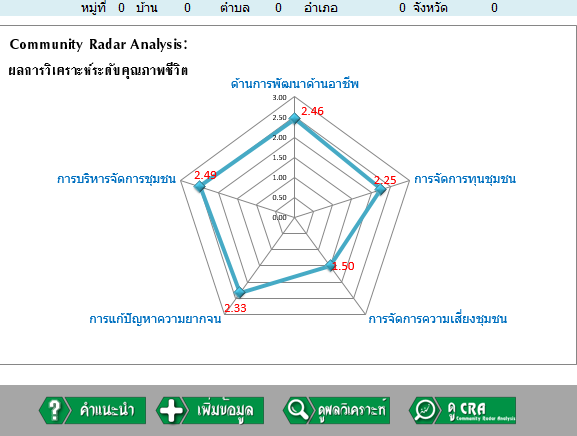 หมู่ที่ 0 บ้าน 0 ตำบล 0 อำเภอ 0 จังหวัด 0
Community Radar Analysis:
ผลการวิเคราะห์ระดับคุณภาพชีวิต
ด้านการพัฒนาด้านอาชีพ
3.00
2.46
2.50
2.00
การบริหารจัดการชุมชน 2.49 1.50 2.25 การจัดการทุนชุมชน
1.00
0.50
0.00
1.50
2.33
การแก้ปัญหาความยากจน การจัดการความเสี่ยงชุมชน
? คำแนะนำ เพิ่มข้อมูล ดูผลวิเคราะห์ ดู CRA
Community Radar Analysis